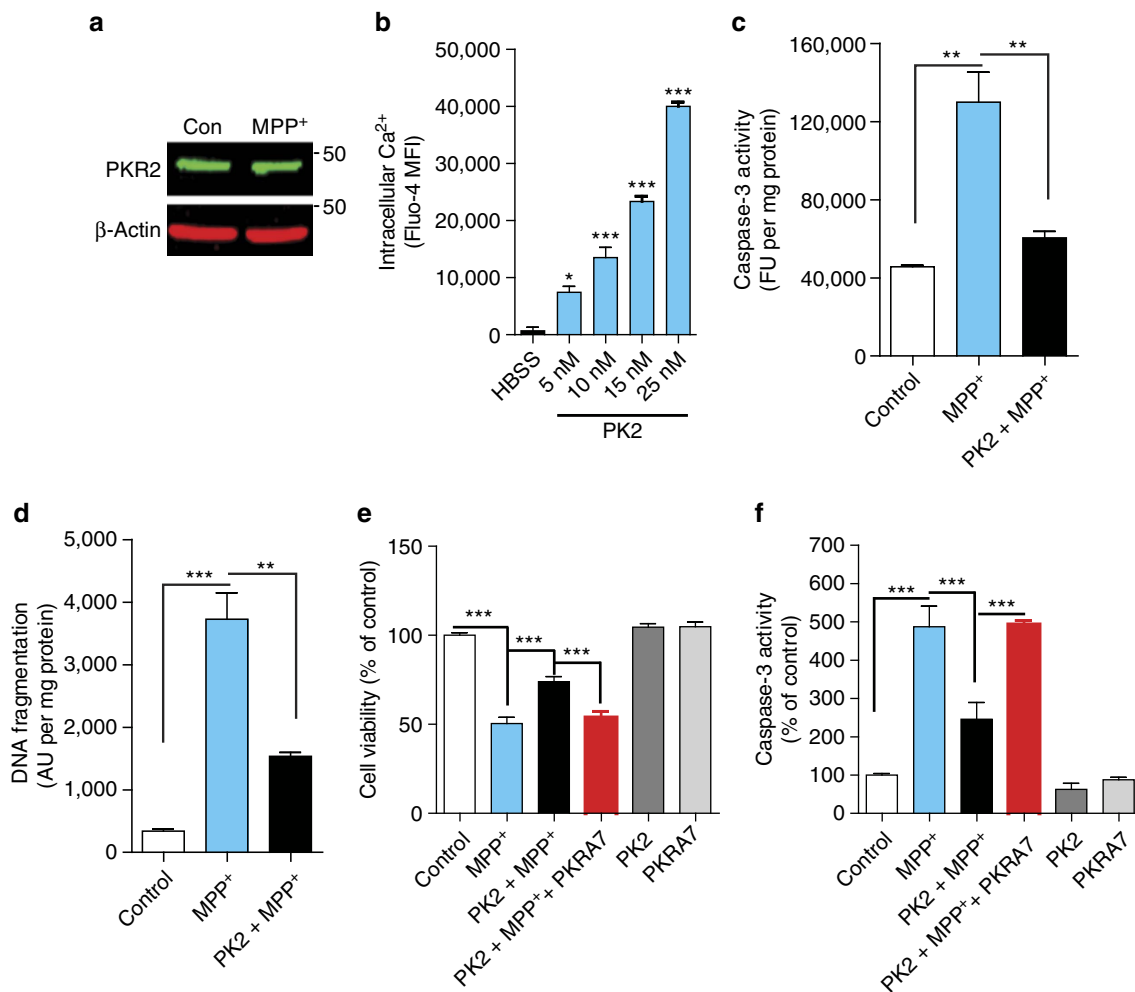 a
Con MPP⁺
PKR2
-50
β-Actin
-50
b
Intracellular Ca²⁺
(Fluo-4 MFI)
50,000
40,000
30,000
20,000
10,000
0
*
***
***
***
HBSS
5 nM
10 nM
15 nM
25 nM
PK2
c
Caspase-3 activity
(FU per mg protein)
160,000
120,000
80,000
40,000
0
**
**
Control
MPP⁺
PK2 + MPP⁺
d
DNA fragmentation
(AU per mg protein)
5,000
4,000
3,000
2,000
1,000
0
***
**
Control
MPP⁺
PK2 + MPP⁺
e
Cell viability (% of control)
150
100
50
0
***
***
***
Control
MPP⁺
PK2 + MPP⁺
PK2 + MPP⁺ + PKRA7
PK2
PKRA7
f
Caspase-3 activity
(% of control)
700
600
500
400
300
200
100
0
***
***
***
Control
MPP⁺
PK2 + MPP⁺
PK2 + MPP⁺ + PKRA7
PK2
PKRA7